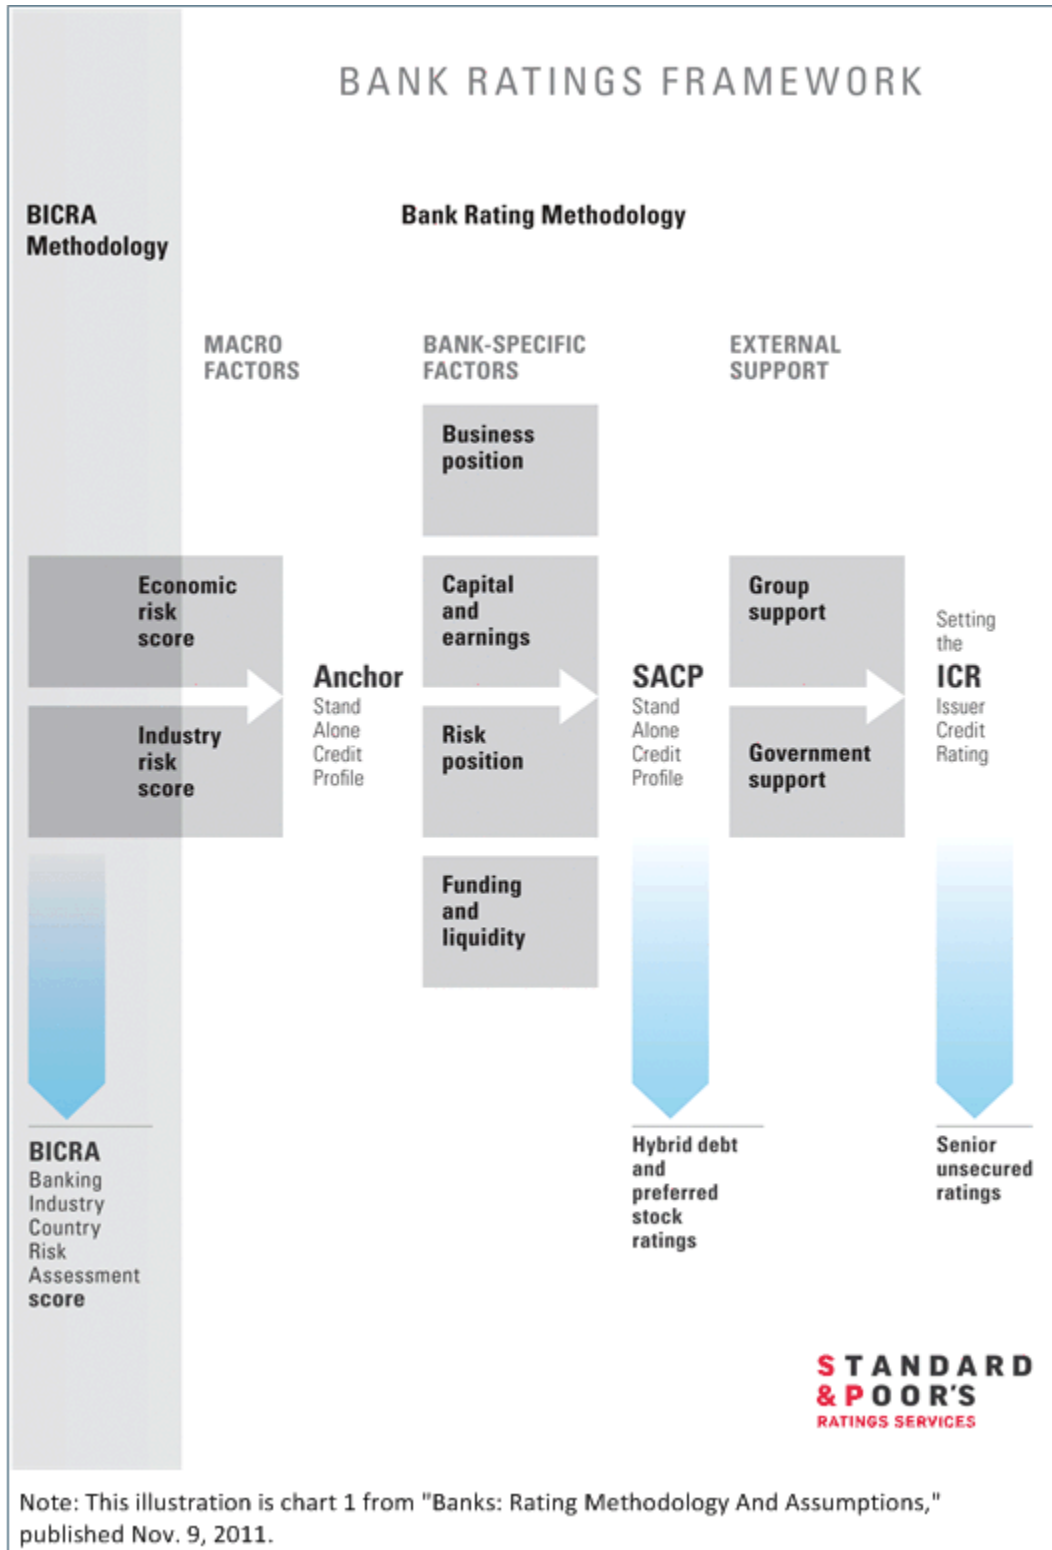 BANK RATINGS FRAMEWORK
BICRA
Methodology
Bank Rating Methodology
MACRO
FACTORS
BANK-SPECIFIC
FACTORS
EXTERNAL
SUPPORT
Business
position
Economic
risk
score
Capital
and
earnings
Group
support
Setting
the
ICR
Issuer
Credit
Rating
Anchor
Stand
Alone
Credit
Profile
SACP
Stand
Alone
Credit
Profile
Industry
risk
score
Risk
position
Government
support
Funding
and
liquidity
BICRA
Banking
Industry
Country
Risk
Assessment
score
Hybrid debt
and
preferred
stock
ratings
Senior
unsecured
ratings
STANDARD
&POOR'S
RATINGS SERVICES
Note: This illustration is chart 1 from "Banks: Rating Methodology And Assumptions,"
published Nov. 9, 2011.